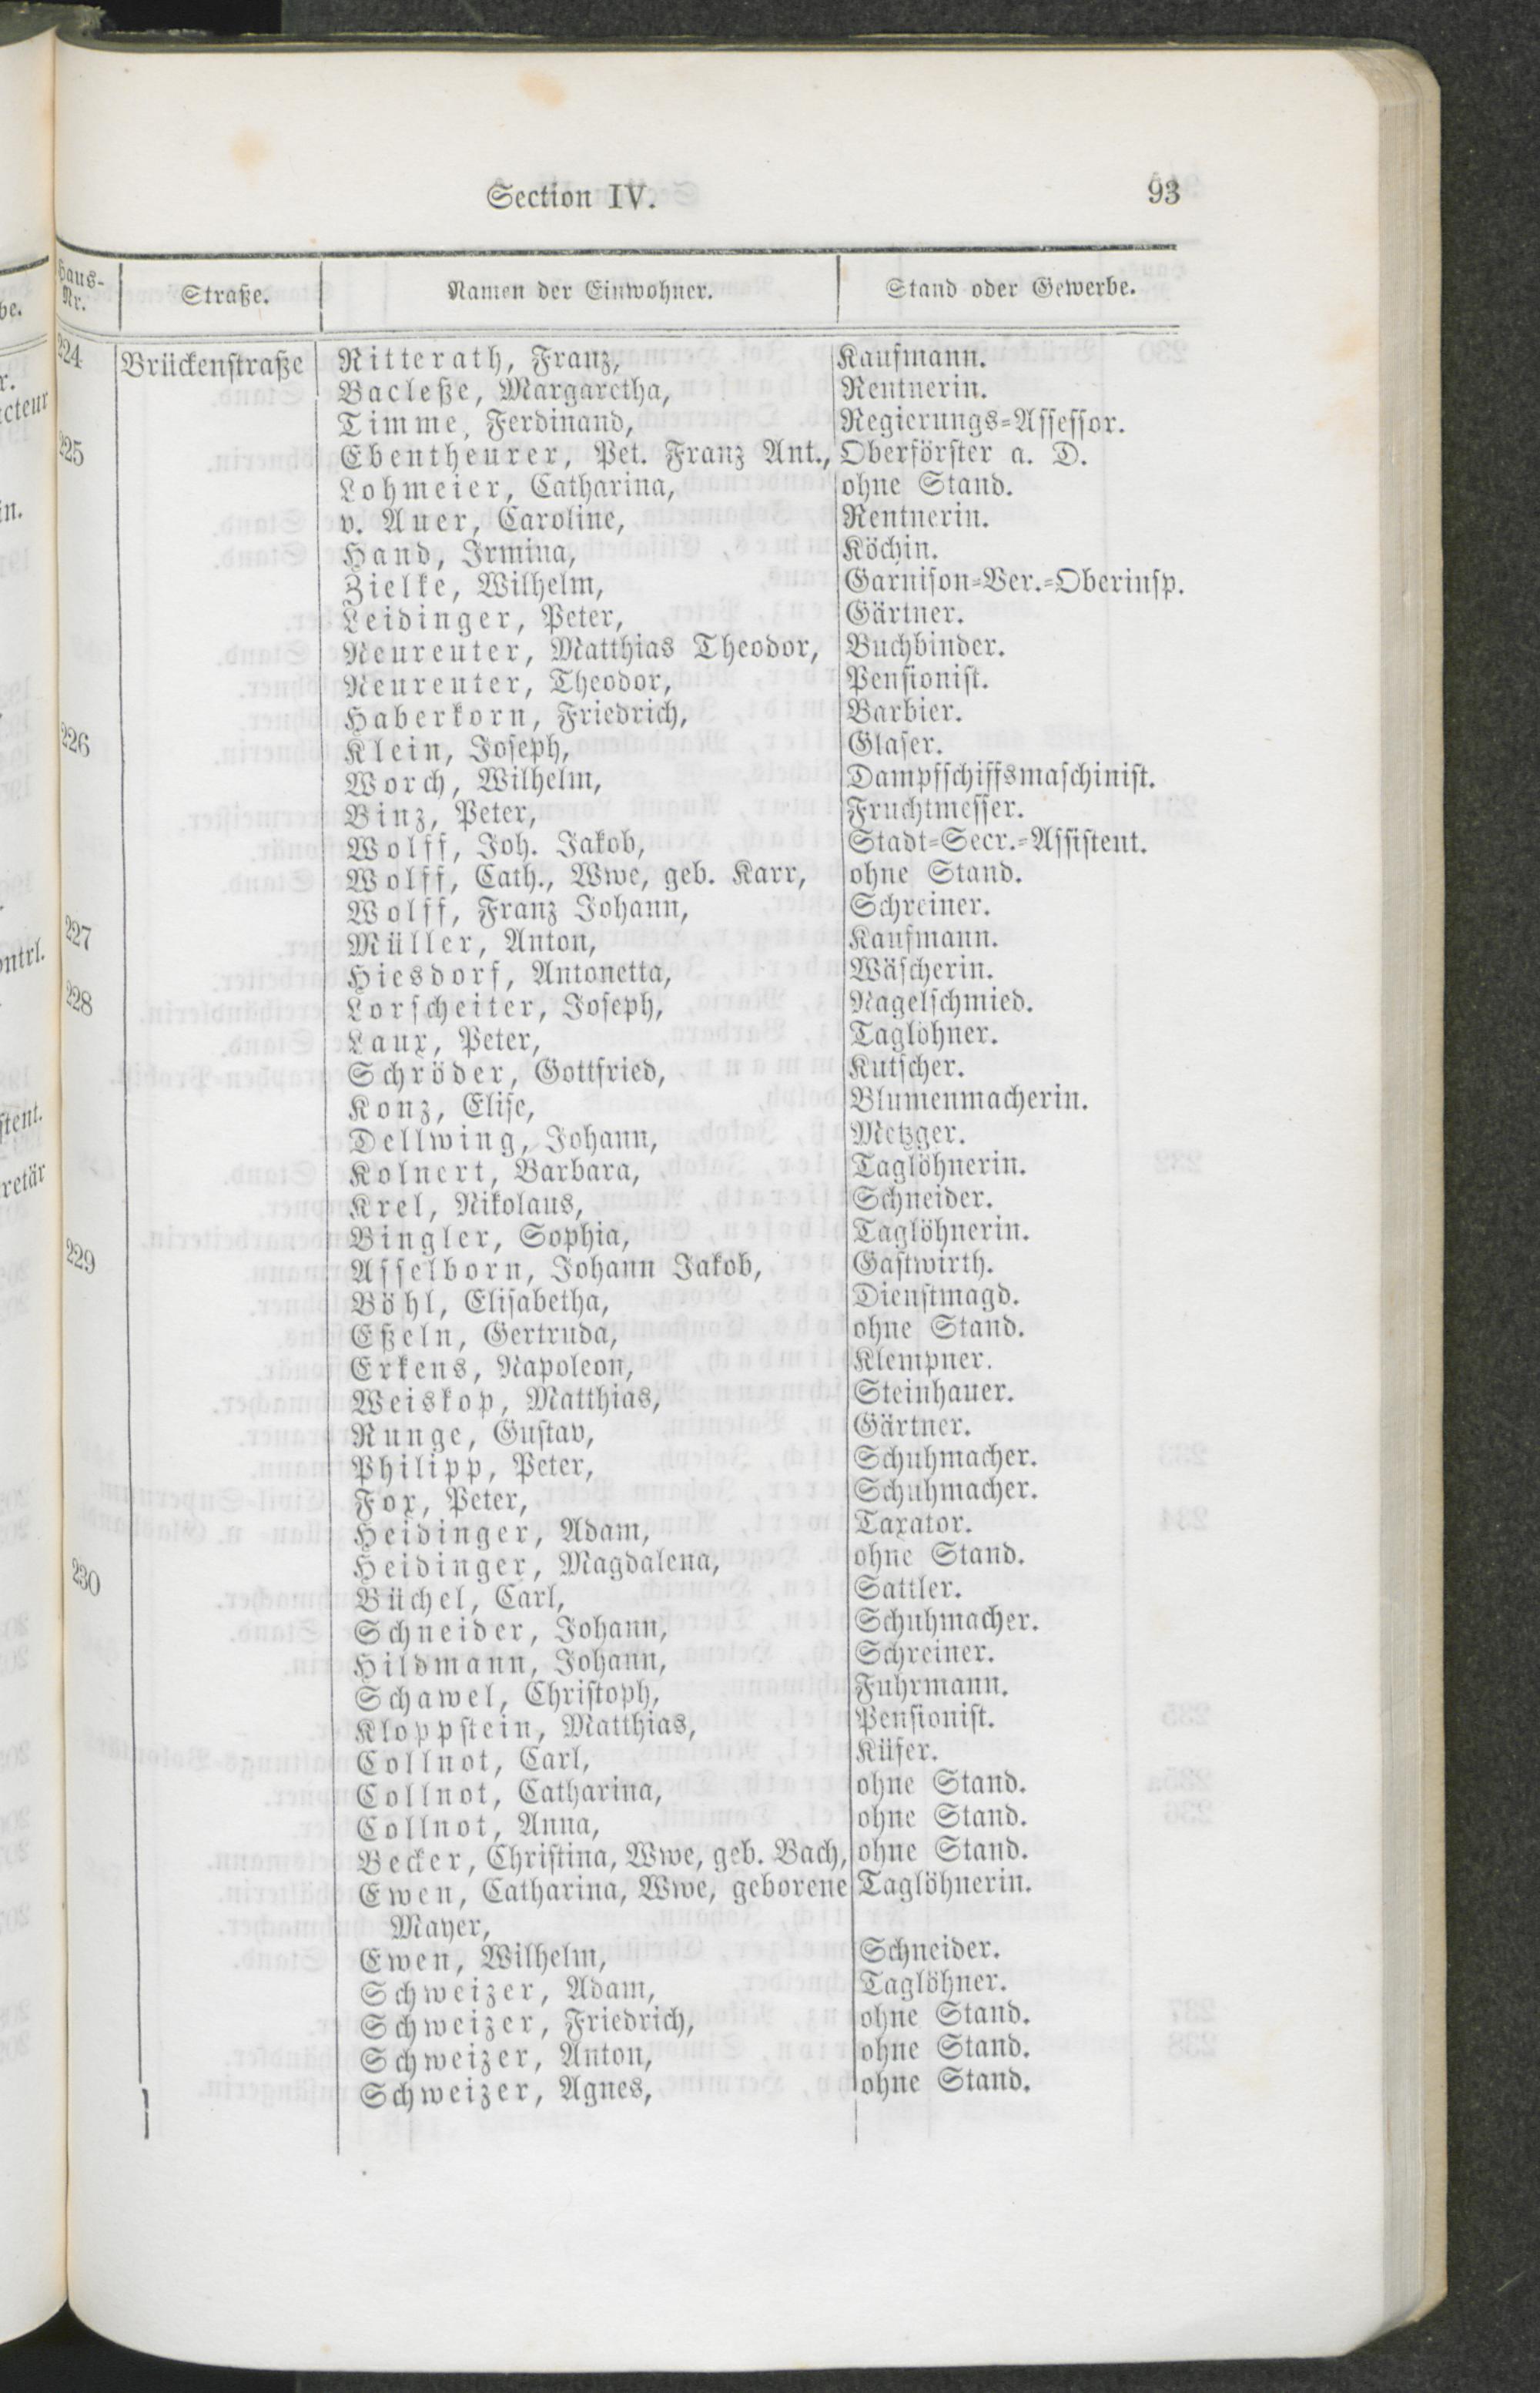 Section IV. 93
Haus-Nr. Straße. Namen der Einwohner. Stand oder Gewerbe.
224 Brückenstraße Ritterath, Franz, Kaufmann.
Bacleße, Margaretha, Rentnerin.
Timme, Ferdinand, Regierungs-Assessor.
225 Ebentheurer, Pet. Franz Ant., Oberförster a. D.
Lohmeier, Catharina, ohne Stand.
v. Auer, Caroline, Rentnerin.
Hand, Irmina, Köchin.
Zielke, Wilhelm, Garnison-Ver.-Oberinsp.
Leidinger, Peter, Gärtner.
Neureuter, Matthias Theodor, Buchbinder.
Neureuter, Theodor, Pensionist.
Haberkorn, Friedrich, Barbier.
226 Klein, Joseph, Glaser.
Worch, Wilhelm, Dampfschiffsmaschinist.
Binz, Peter, Fruchtmesser.
Wolff, Joh. Jakob, Stadt-Secr.-Assistent.
Wolff, Cath., Wwe, geb. Karr, ohne Stand.
Wolff, Franz Johann, Schreiner.
227 Müller, Anton, Kaufmann.
Hiesdorf, Antonetta, Wäscherin.
228 Lorscheiter, Joseph, Nagelschmied.
Laux, Peter, Taglöhner.
Schröder, Gottfried, Kutscher.
Konz, Elise, Blumenmacherin.
Dellwing, Johann, Metzger.
Kolnert, Barbara, Taglöhnerin.
Krel, Nikolaus, Schneider.
Bingler, Sophia, Taglöhnerin.
229 Asselborn, Johann Jakob, Gastwirth.
Böhl, Elisabetha, Dienstmagd.
Eßeln, Gertruda, ohne Stand.
Erkens, Napoleon, Klempner.
Weiskop, Matthias, Steinhauer.
Runge, Gustav, Gärtner.
Philipp, Peter, Schuhmacher.
Fox, Peter, Schuhmacher.
Heidinger, Adam, Taxator.
Heidinger, Magdalena, ohne Stand.
230 Büchel, Carl, Sattler.
Schneider, Johann, Schuhmacher.
Hildmann, Johann, Schreiner.
Schawel, Christoph, Fuhrmann.
Kloppstein, Matthias, Pensionist.
Collnot, Carl, Küfer.
Collnot, Catharina, ohne Stand.
Collnot, Anna, ohne Stand.
Becker, Christina, Wwe, geb. Bach, ohne Stand.
Ewen, Catharina, Wwe, geborene Taglöhnerin.
Mayer,
Ewen, Wilhelm, Schneider.
Schweizer, Adam, Taglöhner.
Schweizer, Friedrich, ohne Stand.
Schweizer, Anton, ohne Stand.
Schweizer, Agnes, ohne Stand.